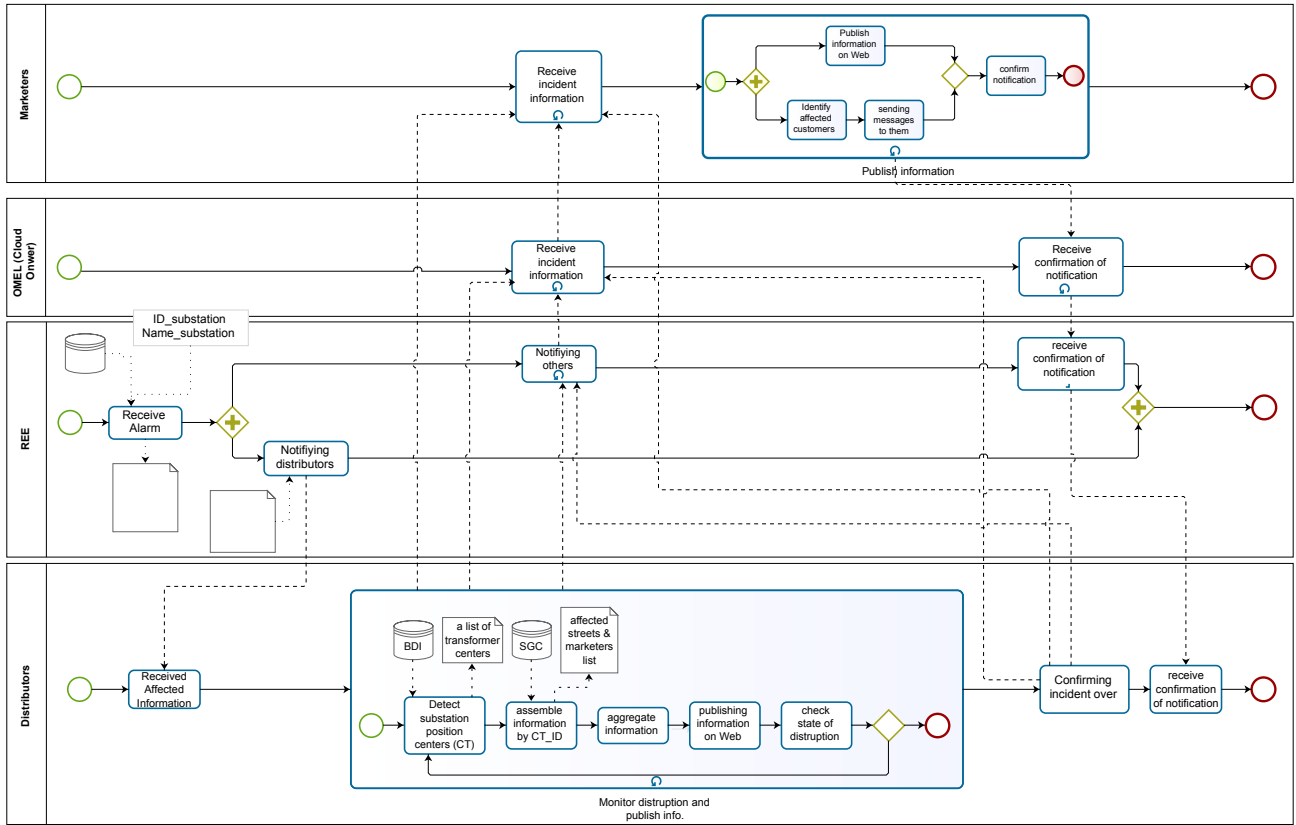 Marketers
Receive
incident
information
Publish
information
on Web
Identify
affected
customers
sending
messages
to them
confirm
notification
Publish information
OMEL (Cloud
Onwer)
Receive
incident
information
Receive
confirmation of
notification
REE
ID_substation
Name_substation
Receive
Alarm
Notifiying
distributors
Notifiying
others
receive
confirmation of
notification
Distributors
Received
Affected
Information
BDI
a list of
transformer
centers
SGC
affected
streets &
marketers
list
Detect
substation
position
centers (CT)
assemble
information
by CT_ID
aggregate
information
publishing
information
on Web
check
state of
distruption
Monitor distruption and
publish info.
Confirming
incident over
receive
confirmation
of notification